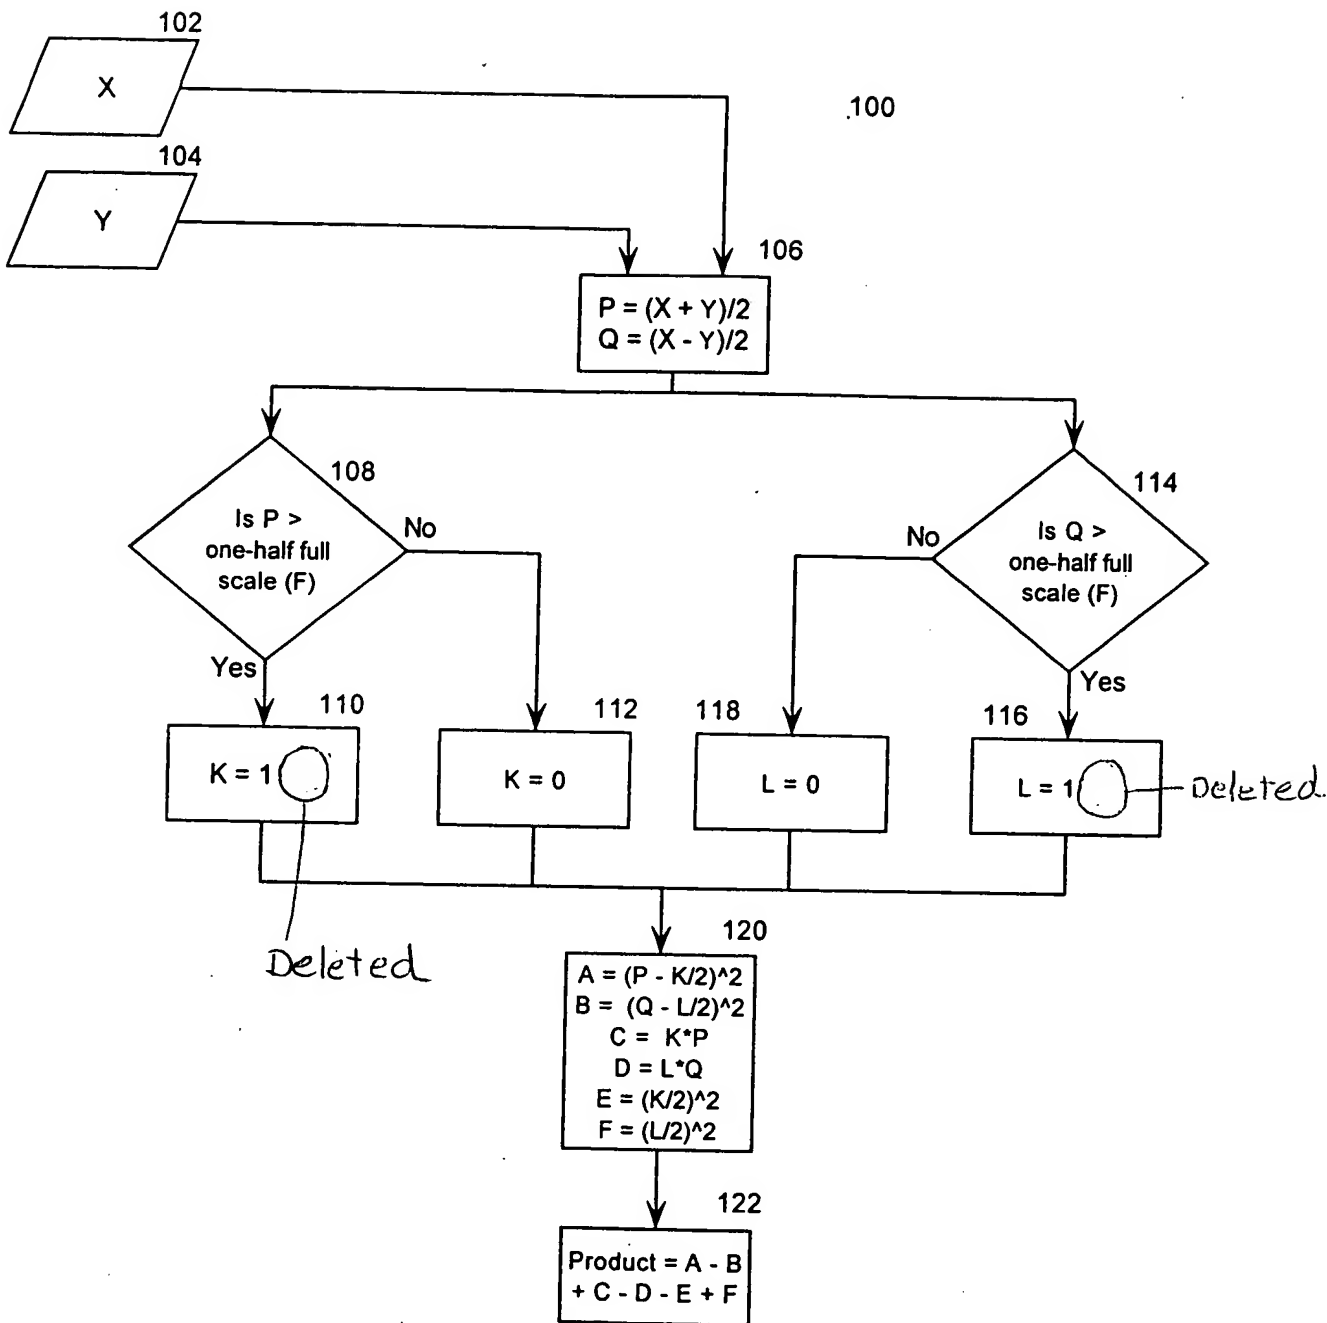 102
X
.100
104
Y
106
P = (X + Y)/2
Q = (X - Y)/2
108
Is P >
one-half full
scale (F)
No
Yes
114
Is Q >
one-half full
scale (F)
No
Yes
110
K = 1
112
K = 0
118
L = 0
116
L = 1
Deleted.
Deleted
120
A = (P - K/2)^2
B = (Q - L/2)^2
C = K*P
D = L*Q
E = (K/2)^2
F = (L/2)^2
122
Product = A - B
+ C - D - E + F